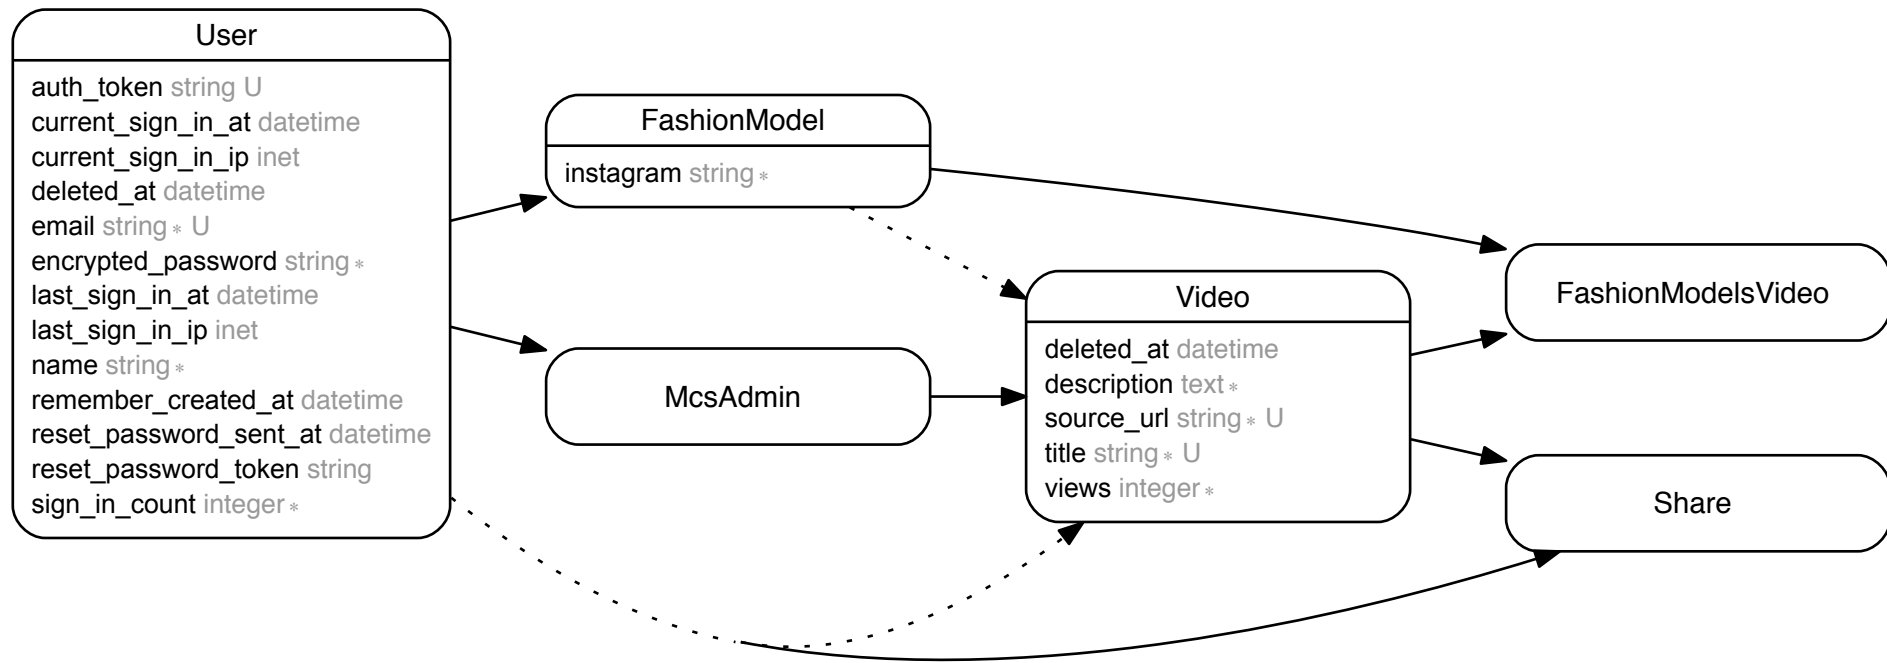 User
auth_token string U
current_sign_in_at datetime
current_sign_in_ip inet
deleted_at datetime
email string ∗ U
encrypted_password string ∗
last_sign_in_at datetime
last_sign_in_ip inet
name string ∗
remember_created_at datetime
reset_password_sent_at datetime
reset_password_token string
sign_in_count integer ∗
FashionModel
instagram string ∗
McsAdmin
Video
deleted_at datetime
description text ∗
source_url string ∗ U
title string ∗ U
views integer ∗
FashionModelsVideo
Share